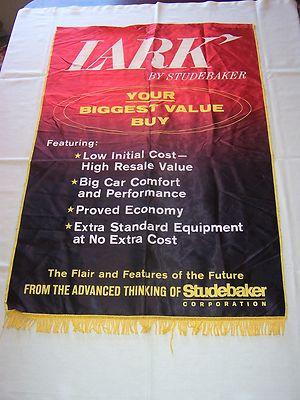 LARK
BY STUDEBAKER
YOUR
BIGGEST VALUE
BUY
Featuring:
★Low Initial Cost—
High Resale Value
★Big Car Comfort
and Performance
★Proved Economy
★Extra Standard Equipment
at No Extra Cost
The Flair and Features of the Future
FROM THE ADVANCED THINKING OF Studebaker
CORPORATION